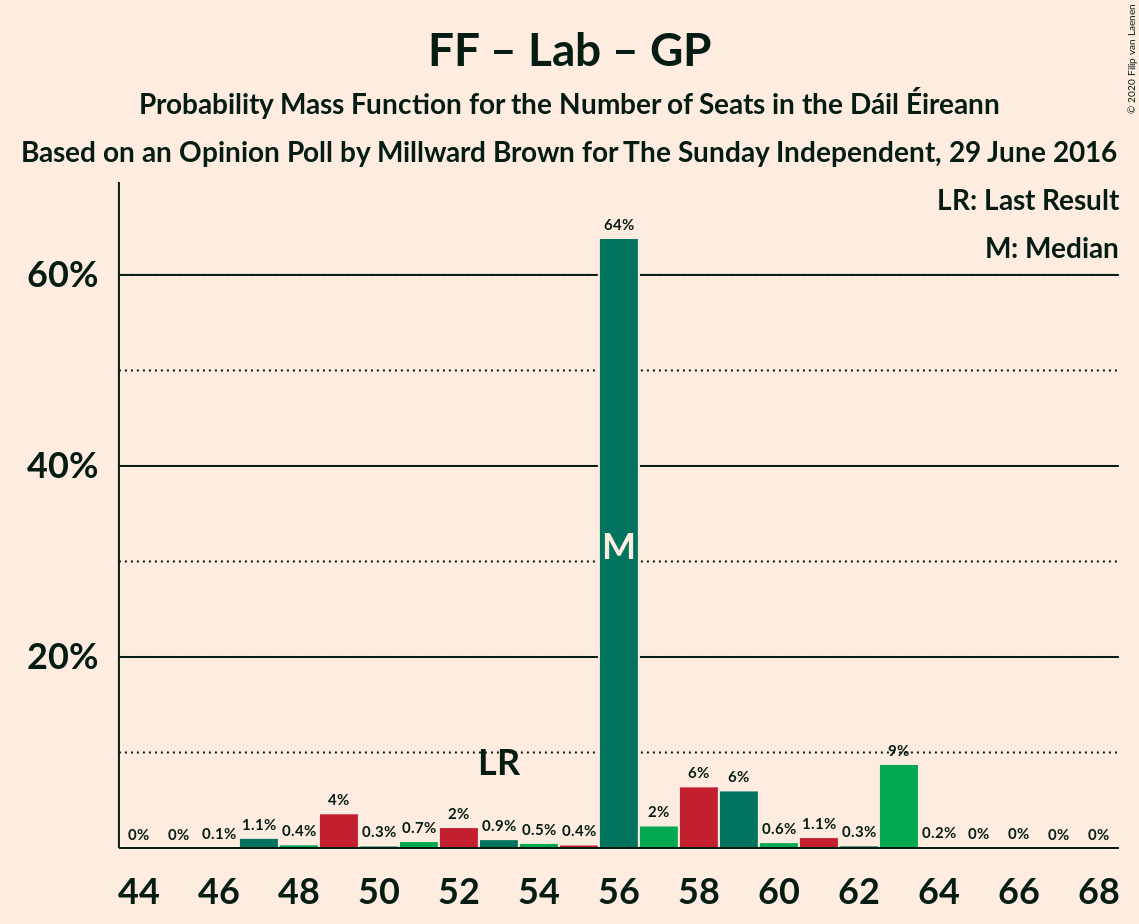 FF – Lab – GP
Probability Mass Function for the Number of Seats in the Dáil Éireann
Based on an Opinion Poll by Millward Brown for The Sunday Independent, 29 June 2016
© 2020 Filip van Laenen
LR: Last Result
M: Median
64%
60%
40%
M
20%
LR
9%
6%
6%
4%
2%
2%
0% 0% 0.1% 1.1% 0.4% 0.3% 0.7% 0.9% 0.5% 0.4% 0.6% 1.1% 0.3% 0.2% 0% 0% 0% 0%
44 46 48 50 52 54 56 58 60 62 64 66 68